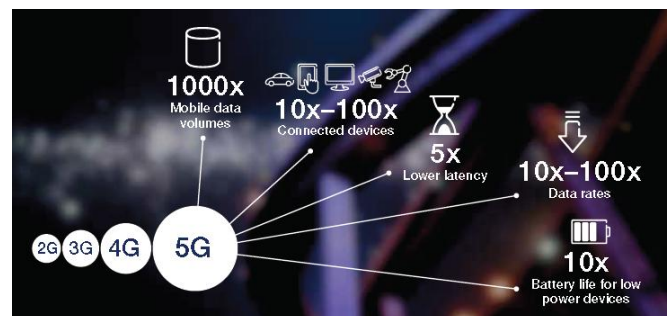 1000x
Mobile data
volumes
10x–100x
Connected devices
5x
Lower latency
10x–100x
Data rates
10x
Battery life for low
power devices
2G 3G 4G 5G